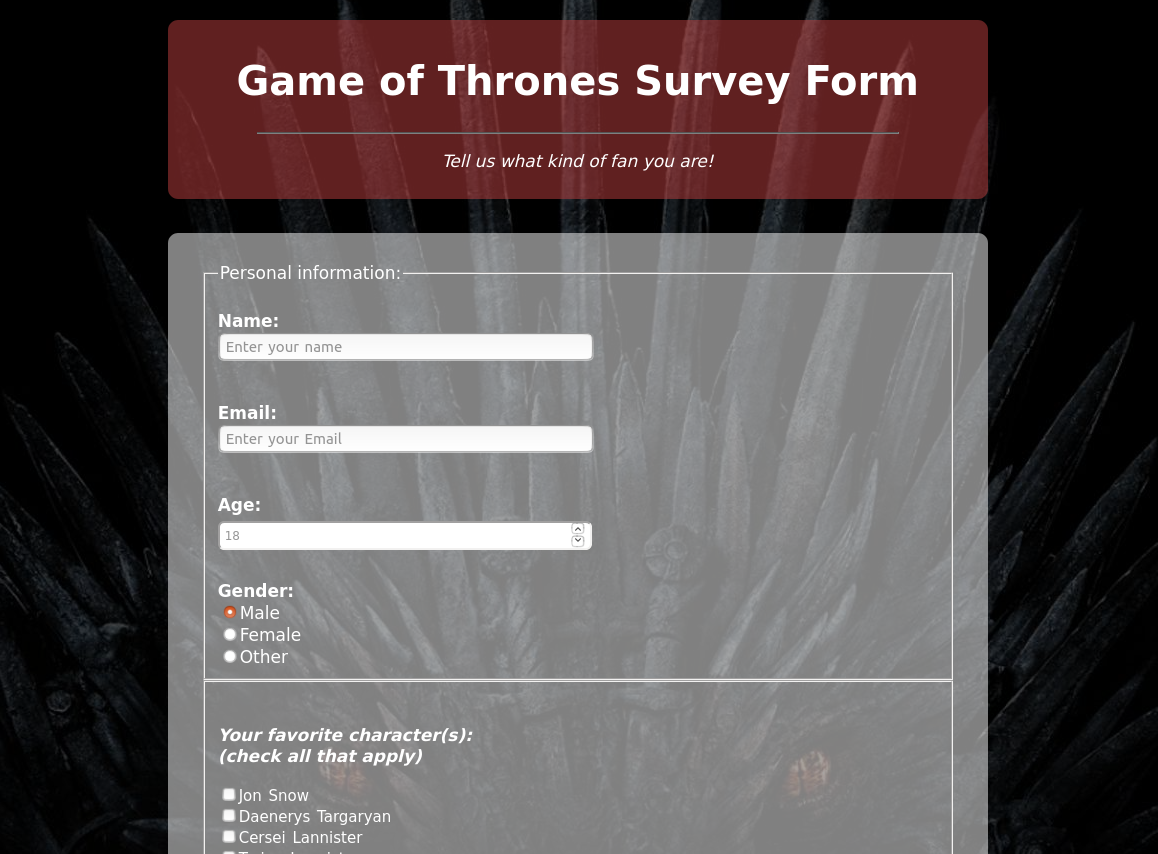 Game of Thrones Survey Form
Tell us what kind of fan you are!
Personal information:
Name:
Enter your name
Email:
Enter your Email
Age:
18
Gender:
Male
Female
Other
Your favorite character(s):
(check all that apply)
Jon Snow
Daenerys Targaryan
Cersei Lannister